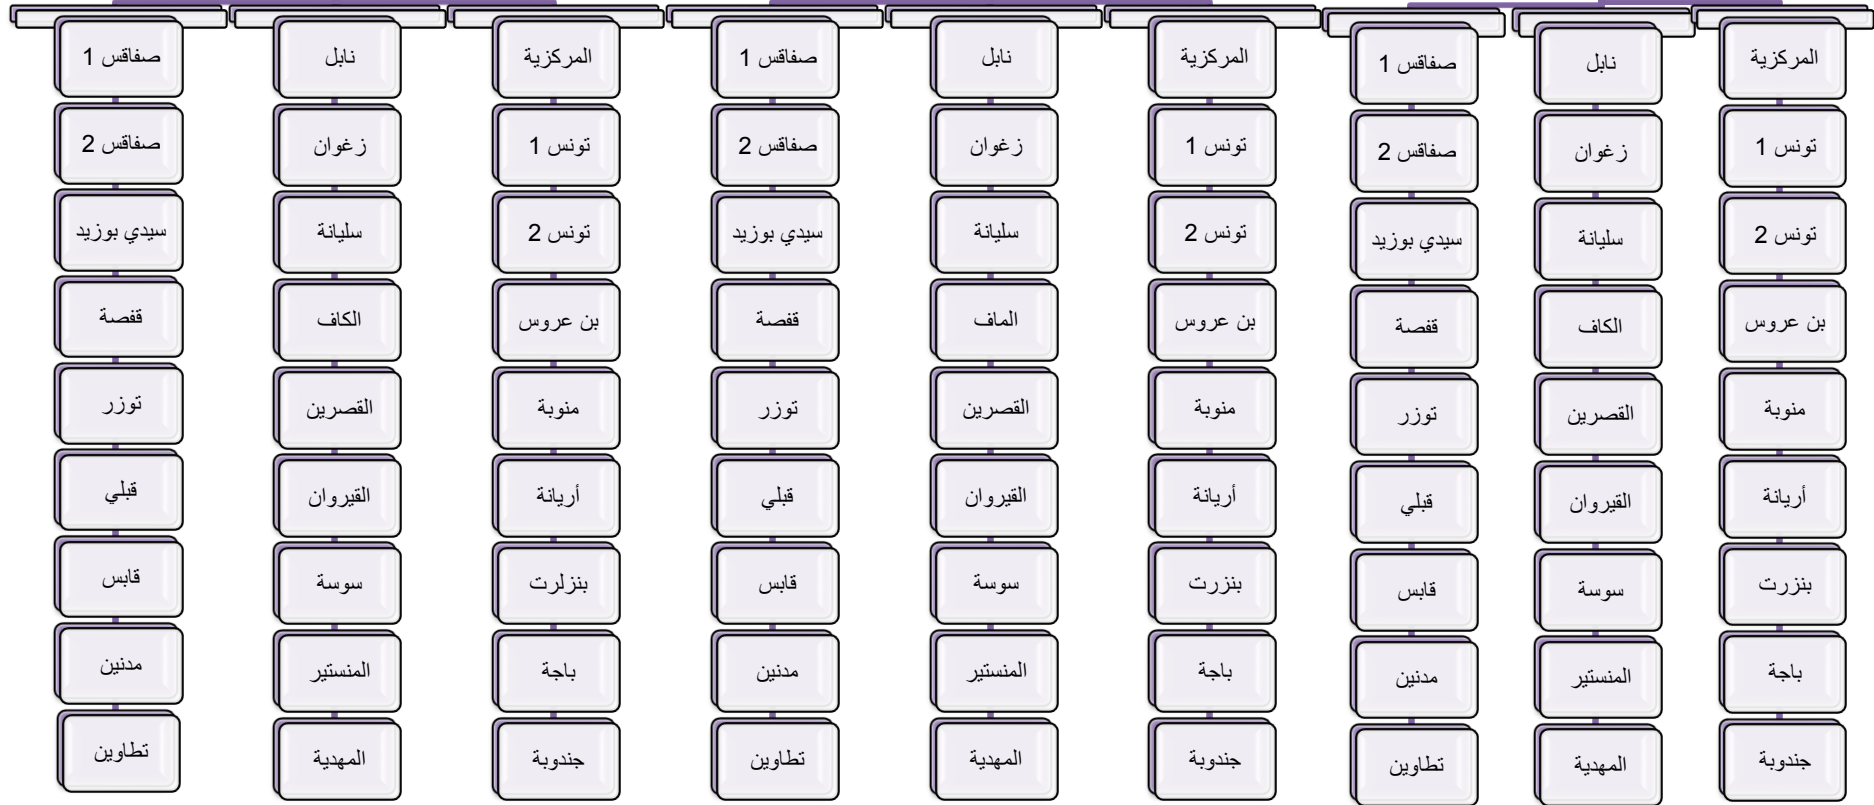 المركزية
تونس 1
تونس 2
بن عروس
منوبة
أريانة
بنزرت
باجة
جندوبة
نابل
زغوان
سليانة
الكاف
القصرين
القيروان
سوسة
المنستير
المهدية
صفاقس 1
صفاقس 2
سيدي بوزيد
قفصة
توزر
قبلي
قابس
مدنين
تطاوين
المركزية
تونس 1
تونس 2
بن عروس
منوبة
أريانة
بنزرت
باجة
جندوبة
نابل
زغوان
سليانة
الماف
القصرين
القيروان
سوسة
المنستير
المهدية
صفاقس 1
صفاقس 2
سيدي بوزيد
قفصة
توزر
قبلي
قابس
مدنين
تطاوين
المركزية
تونس 1
تونس 2
بن عروس
منوبة
أريانة
بنزلرت
باجة
جندوبة
نابل
زغوان
سليانة
الكاف
القصرين
القيروان
سوسة
المنستير
المهدية
صفاقس 1
صفاقس 2
سيدي بوزيد
قفصة
توزر
قبلي
قابس
مدنين
تطاوين